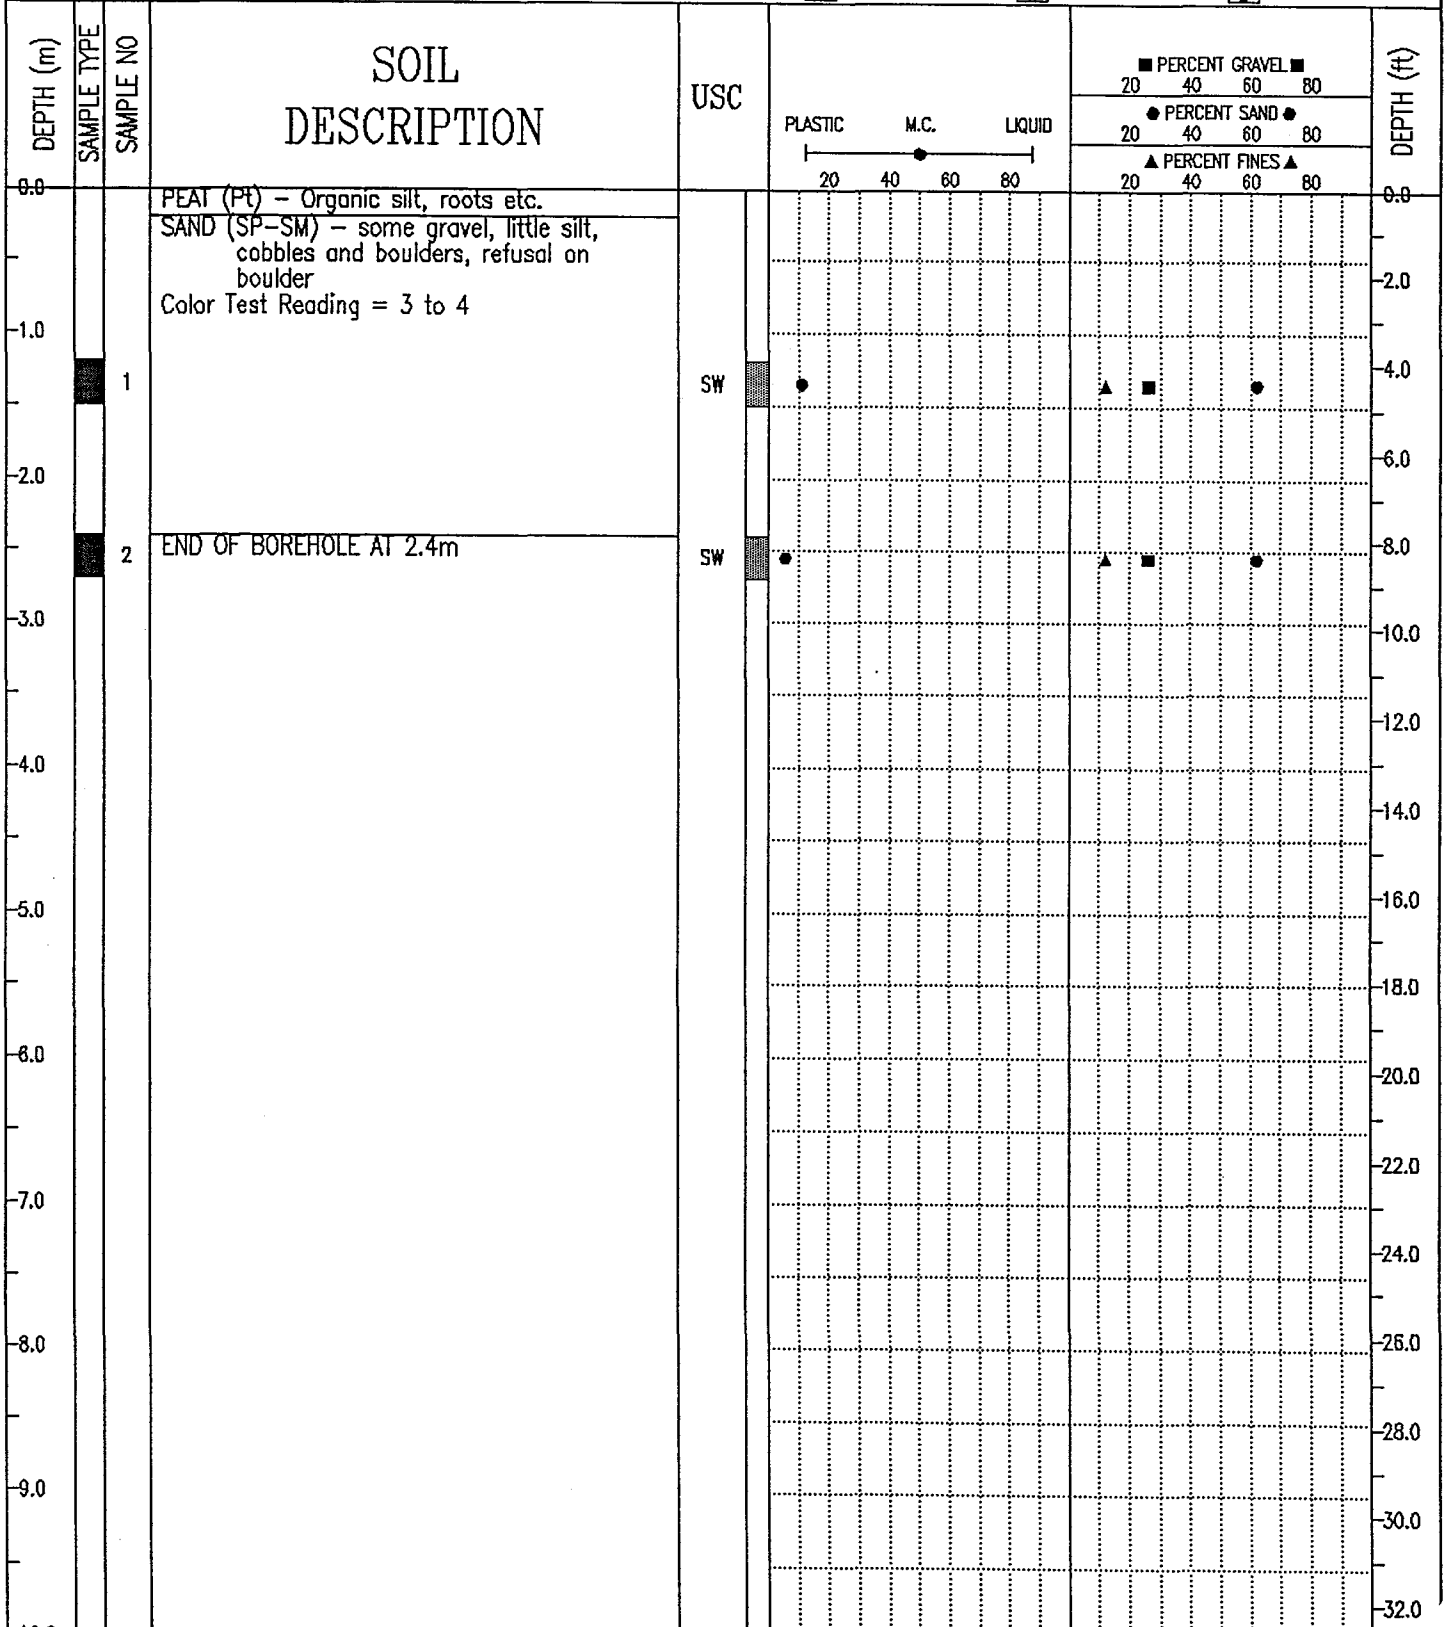 DEPTH (m)
SAMPLE TYPE
SAMPLE NO
SOIL
DESCRIPTION
USC
PLASTIC M.C. LIQUID
20 40 60 80
■ PERCENT GRAVEL ■
20 40 60 80
● PERCENT SAND ●
20 40 60 80
▲ PERCENT FINES ▲
20 40 60 80
DEPTH (ft)
0.0
PEAT (Pt) – Organic silt, roots etc.
0.0
SAND (SP–SM) – some gravel, little silt,
cobbles and boulders, refusal on
boulder
Color Test Reading = 3 to 4
2.0
1.0
4.0
1
SW
6.0
2.0
END OF BOREHOLE AT 2.4m
8.0
2
SW
3.0
10.0
12.0
4.0
14.0
5.0
16.0
18.0
6.0
20.0
22.0
7.0
24.0
8.0
26.0
28.0
9.0
30.0
32.0